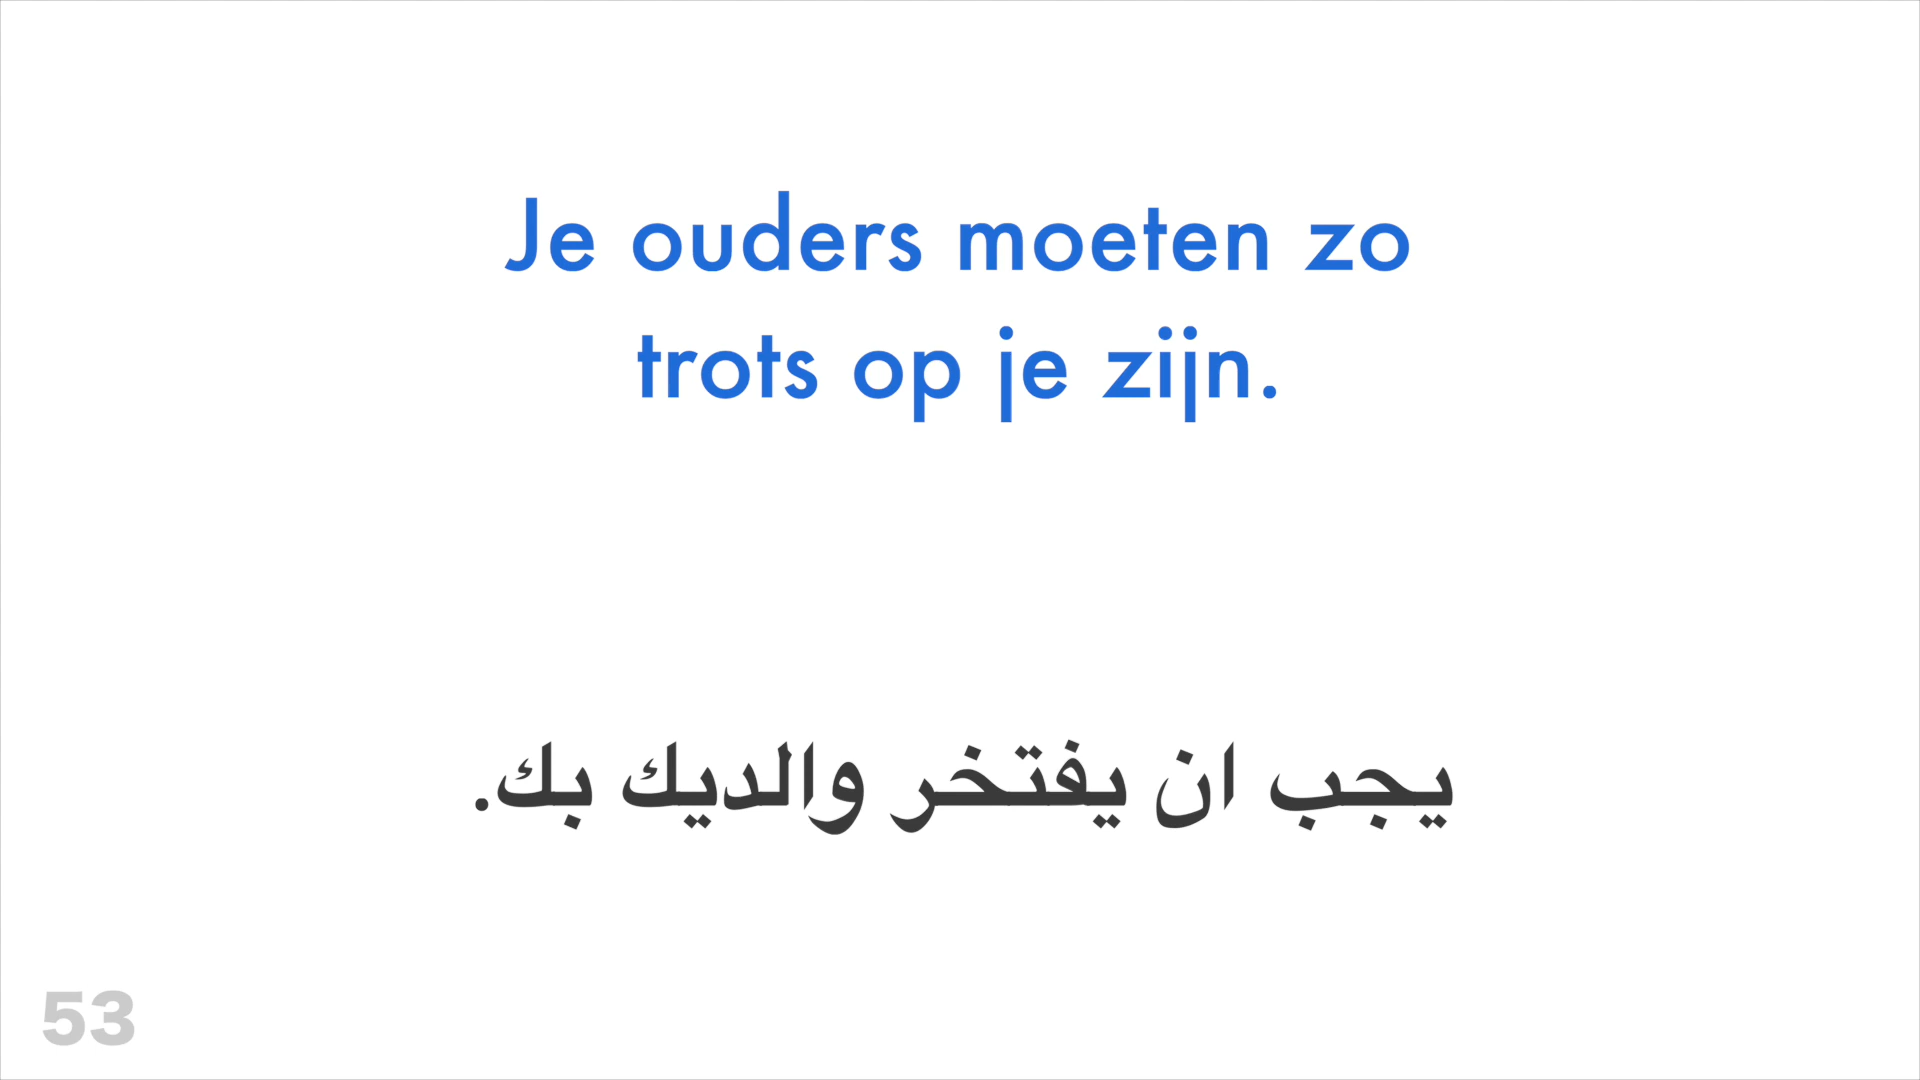 Je ouders moeten zo
trots op je zijn.
يجب ان يفتخر والديك بك.
53